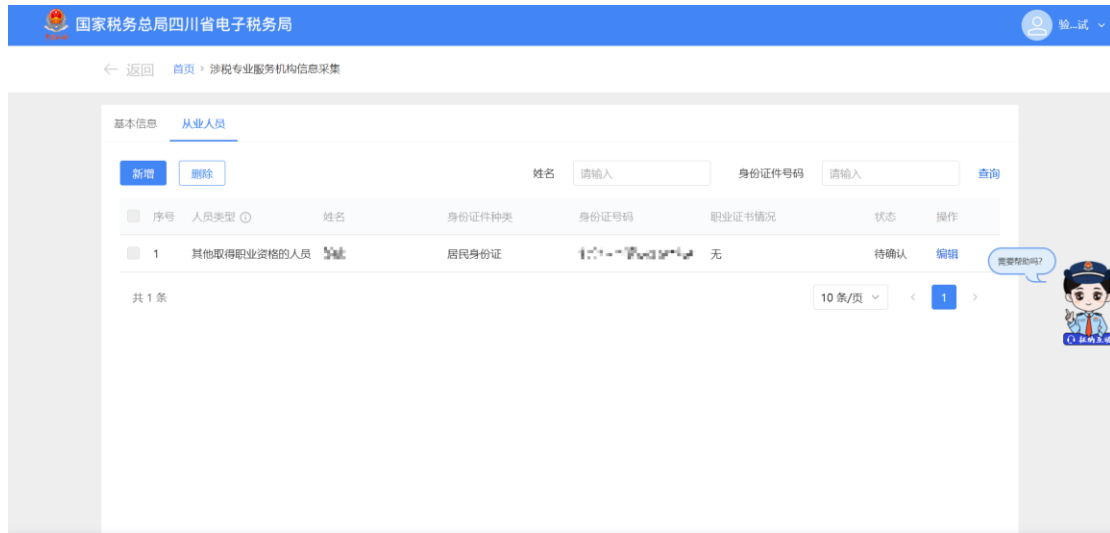 国家税务总局四川省电子税务局 验...试
返回 首页 › 涉税专业服务机构信息采集
基本信息 从业人员
新增 删除 姓名 请输入 身份证件号码 请输入 查询
序号 人员类型 姓名 身份证件种类 身份证号码 职业证书情况 状态 操作
1 其他取得职业资格的人员 居民身份证 无 待确认 编辑
需要帮助吗?
共 1 条 10 条/页 1
征纳互动